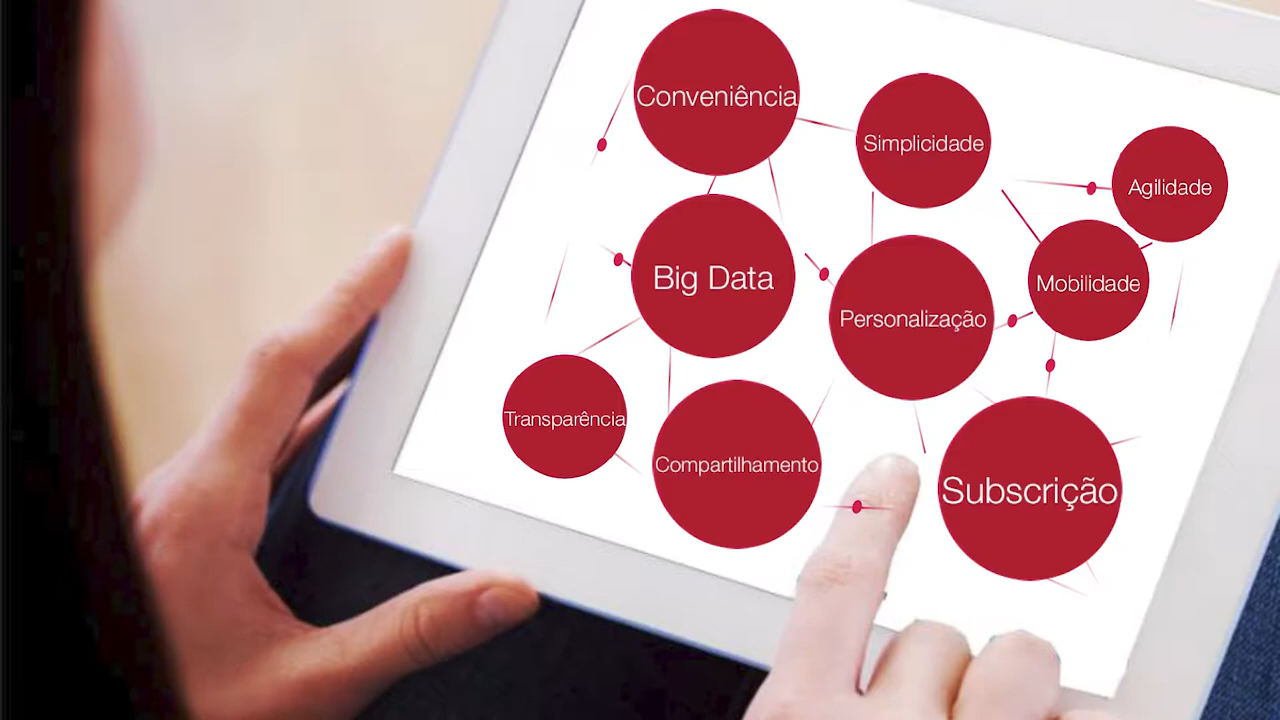 Conveniência
Simplicidade
Agilidade
Big Data
Mobilidade
Personalização
Transparência
Compartilhamento
Subscrição